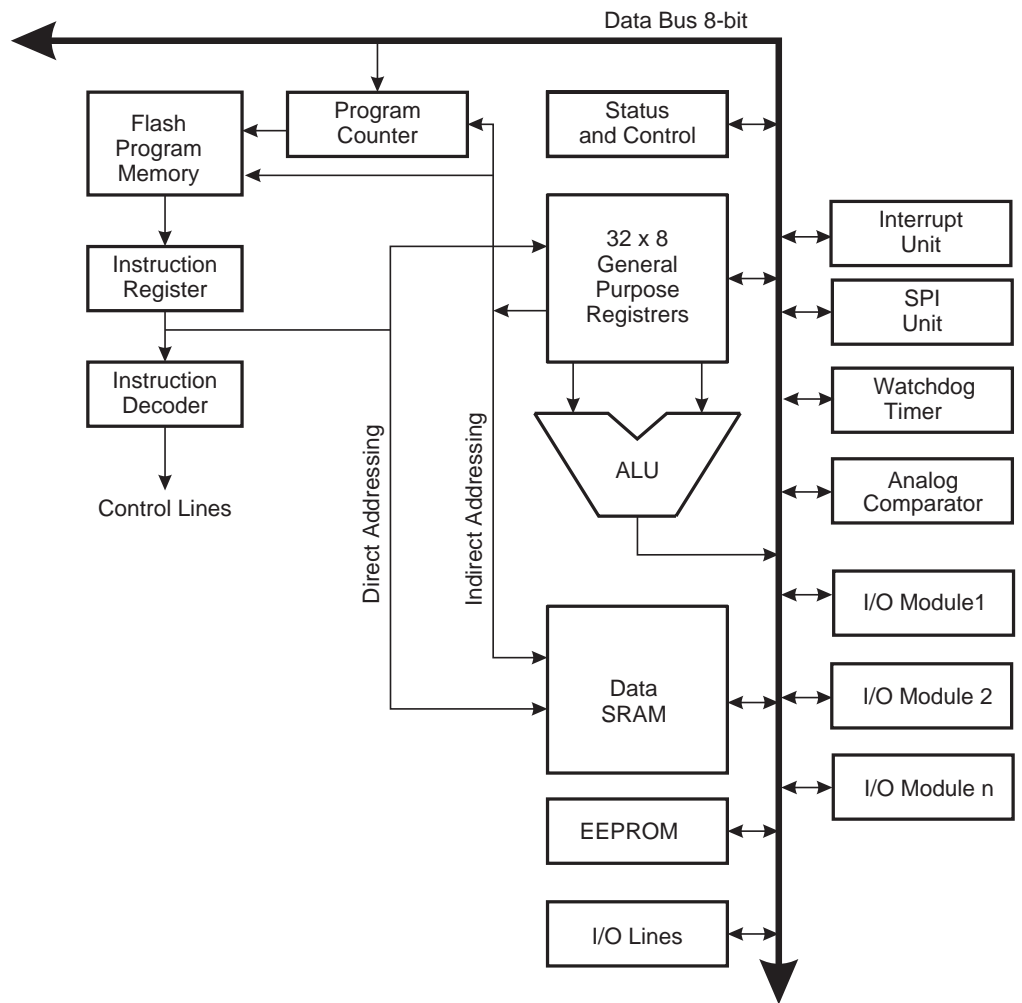 Data Bus 8-bit
Flash
Program
Memory
Program
Counter
Status
and Control
32 x 8
General
Purpose
Registrers
Interrupt
Unit
Instruction
Register
SPI
Unit
Instruction
Decoder
Watchdog
Timer
Control Lines
Direct Addressing
Indirect Addressing
ALU
Analog
Comparator
I/O Module1
Data
SRAM
I/O Module 2
I/O Module n
EEPROM
I/O Lines